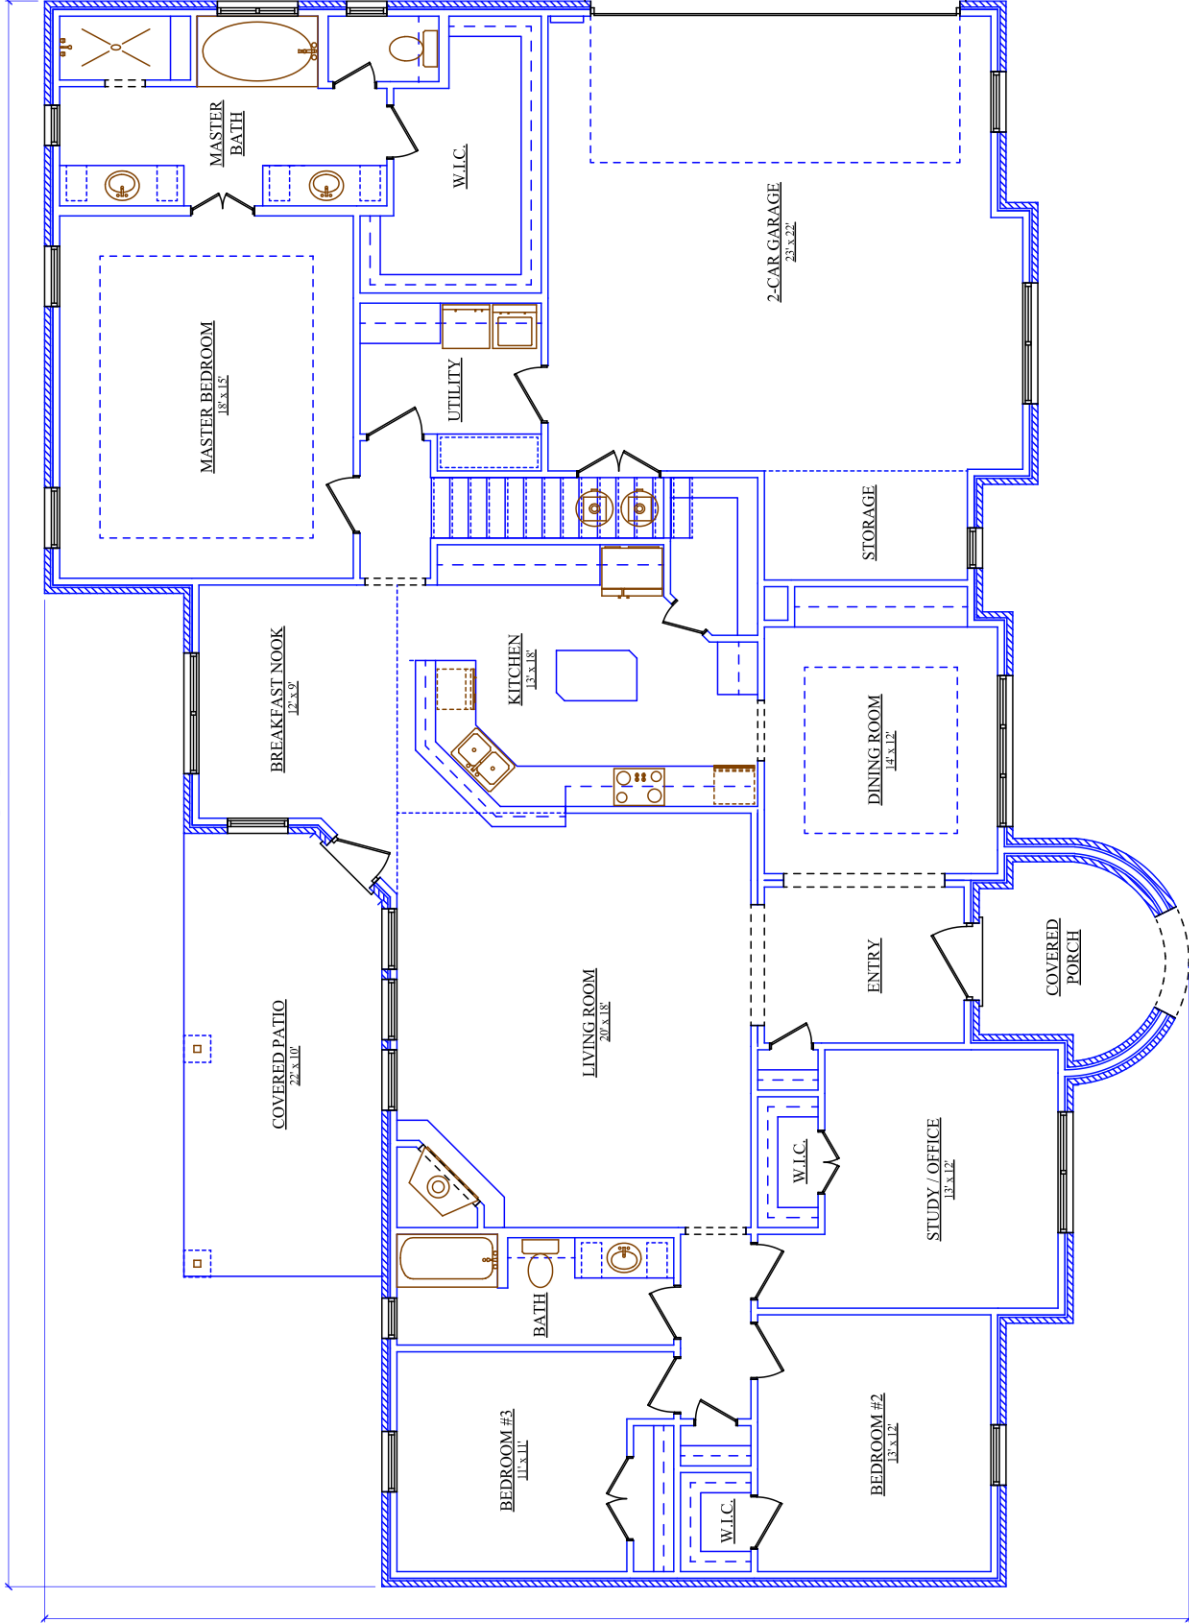 MASTER
BATH
W.I.C.
2-CAR GARAGE
23' x 22'
MASTER BEDROOM
18' x 15'
UTILITY
STORAGE
BREAKFAST NOOK
12' x 9'
KITCHEN
13' x 18'
DINING ROOM
14' x 12'
COVERED PATIO
22' x 10'
LIVING ROOM
20' x 18'
ENTRY
COVERED
PORCH
W.I.C.
STUDY / OFFICE
13' x 12'
BATH
BEDROOM #3
11' x 11'
W.I.C.
BEDROOM #2
13' x 12'